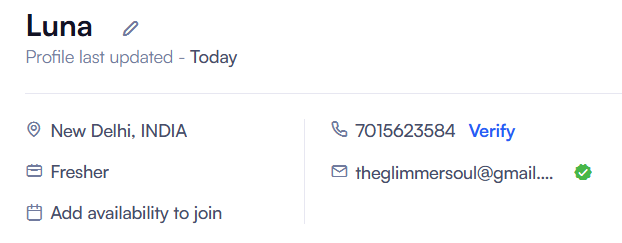 Luna
Profile last updated - Today
New Delhi, INDIA
Fresher
Add availability to join
7015623584 Verify
theglimmersoul@gmail....